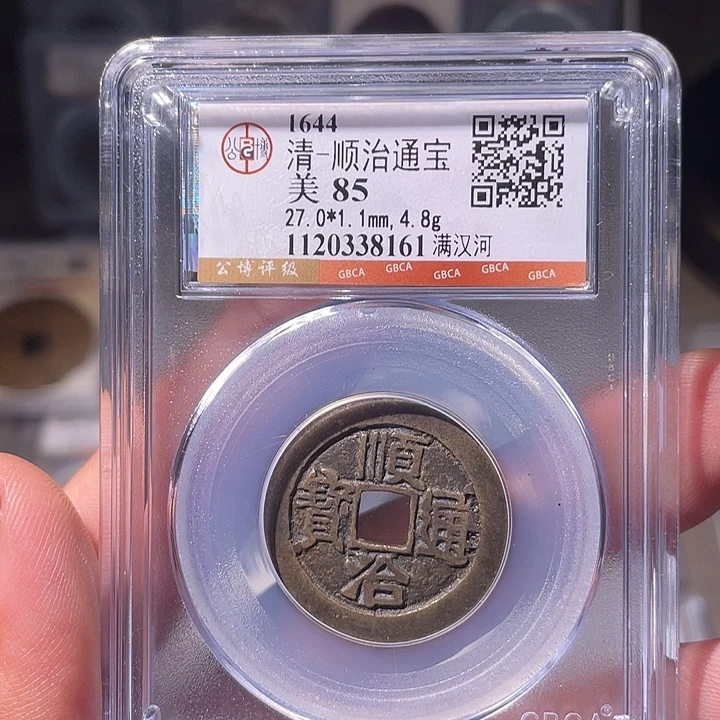 1644
清-顺治通宝
美 85
27.0*1.1mm, 4.8g
1120338161 满汉河
公博评级 GBCA GBCA GBCA GBCA GBCA
順
寶 通
治
GBCA